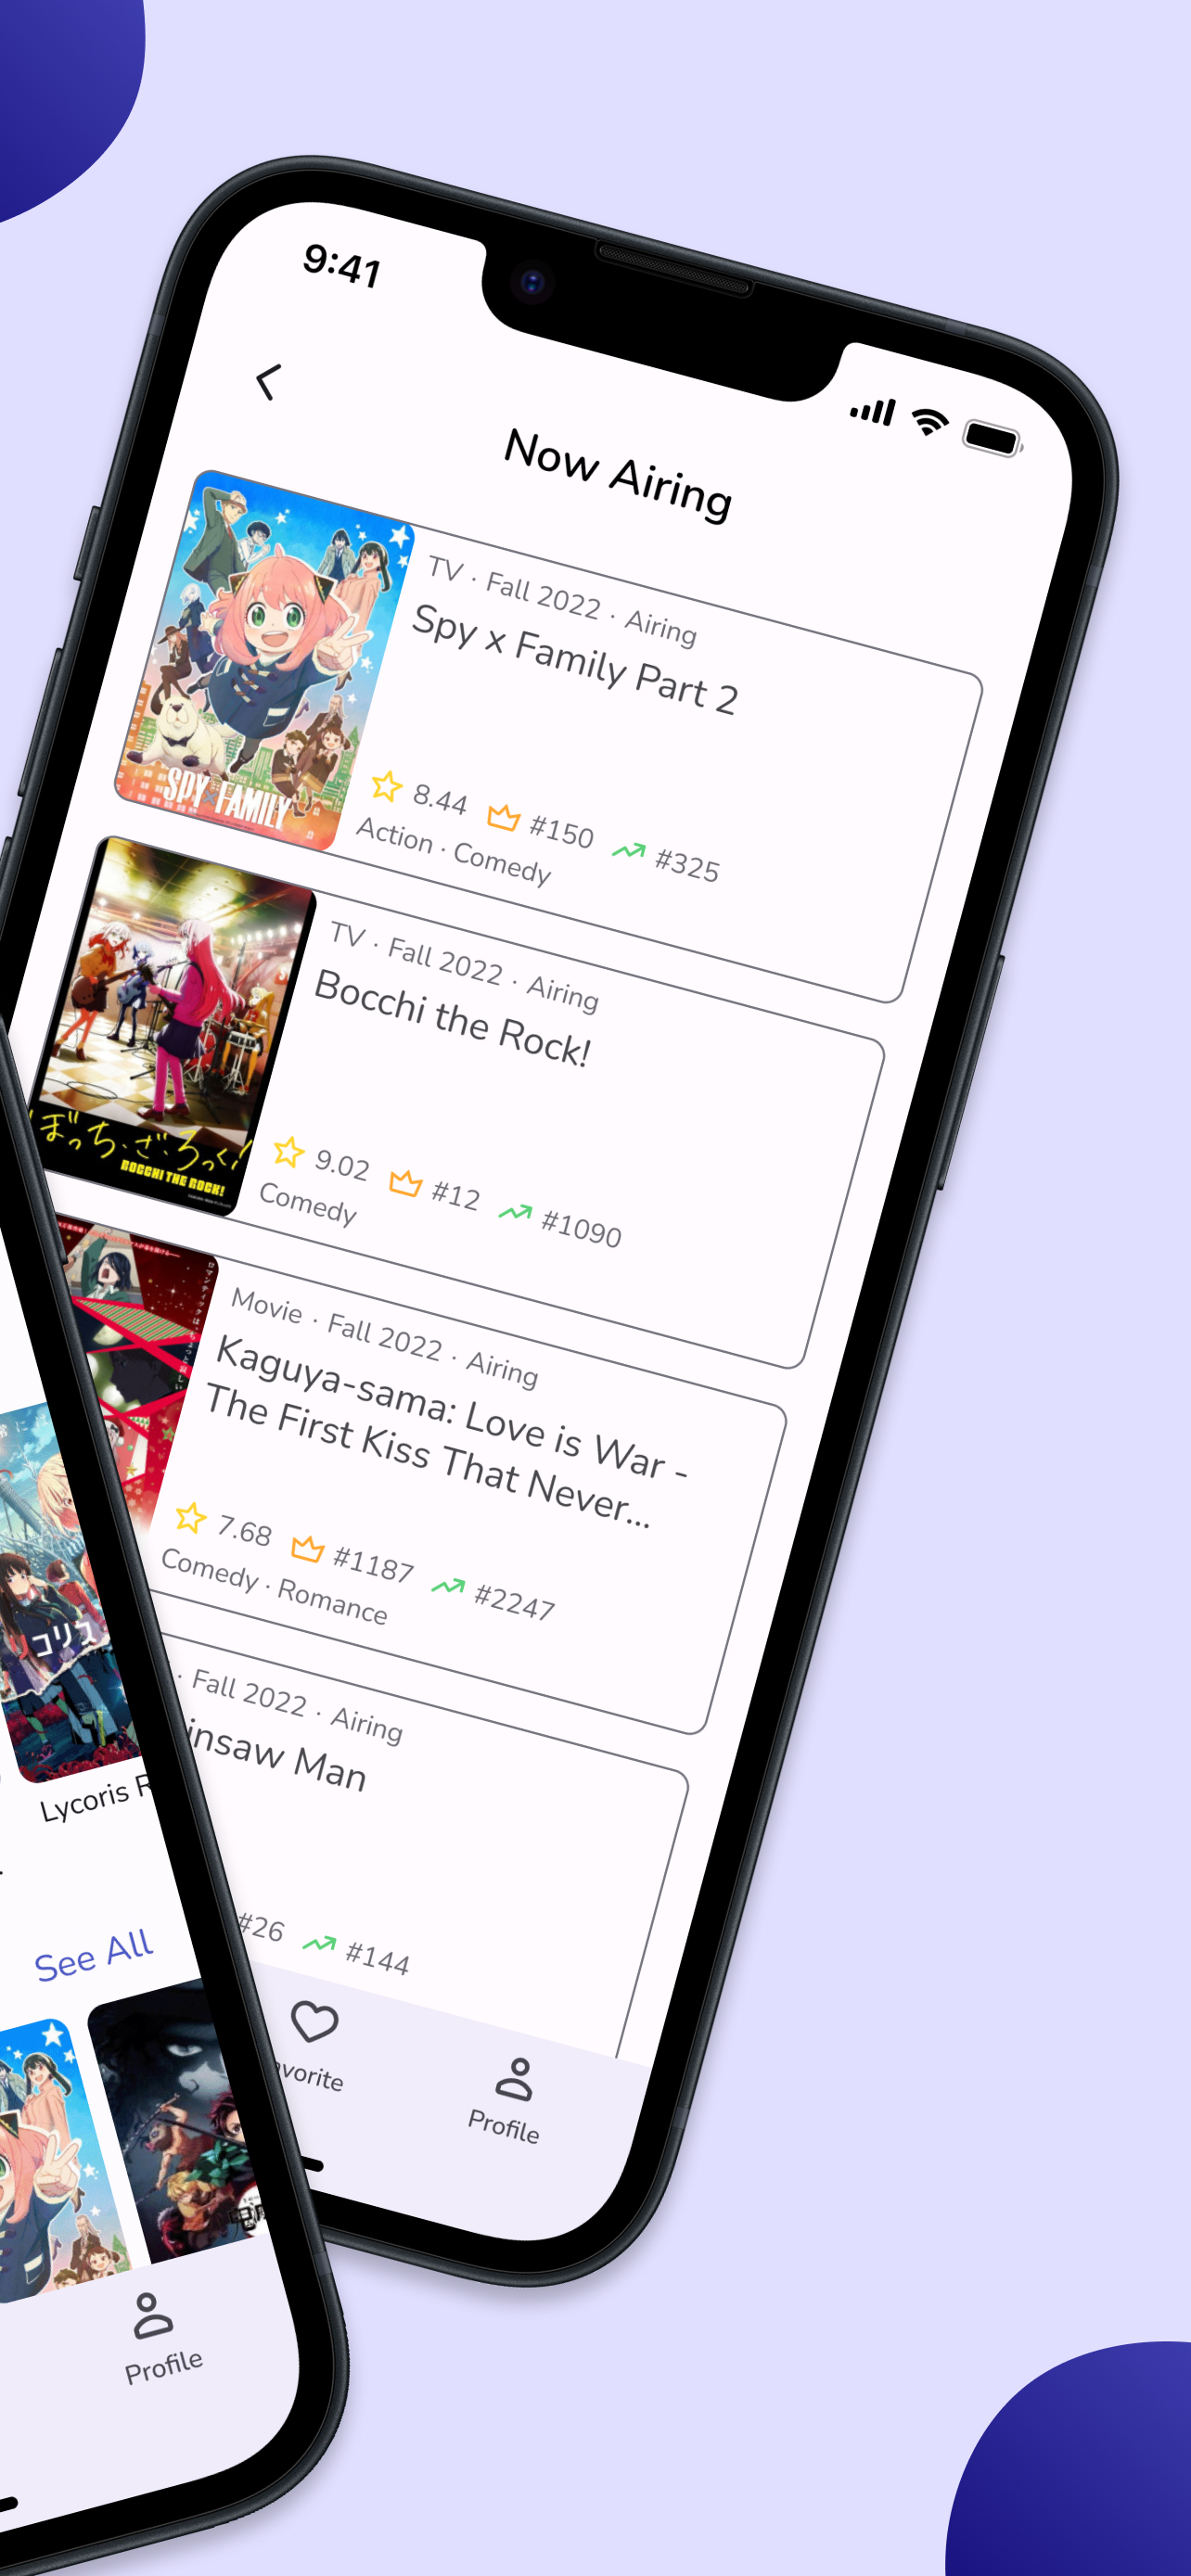 9:41
Now Airing
TV · Fall 2022 · Airing
Spy x Family Part 2
8.44 #150 #325
Action · Comedy
SPY×FAMILY
TV · Fall 2022 · Airing
Bocchi the Rock!
9.02 #12 #1090
Comedy
ぼっち・ざ・ろっく!
BOCCHI THE ROCK!
Movie · Fall 2022 · Airing
Kaguya-sama: Love is War -
The First Kiss That Never...
7.68 #1187 #2247
Comedy · Romance
· Fall 2022 · Airing
insaw Man
#26 #144
avorite
Profile
コリス
Lycoris R
See All
Profile